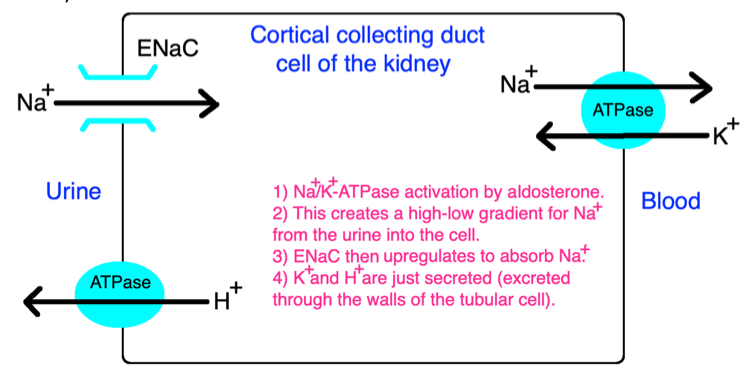 ENaC
Cortical collecting duct
cell of the kidney
Na+
Na+
ATPase
K+
Urine
Blood
1) Na+/K+-ATPase activation by aldosterone.
2) This creates a high-low gradient for Na+
from the urine into the cell.
3) ENaC then upregulates to absorb Na+.
4) K+ and H+ are just secreted (excreted
through the walls of the tubular cell).
ATPase
H+